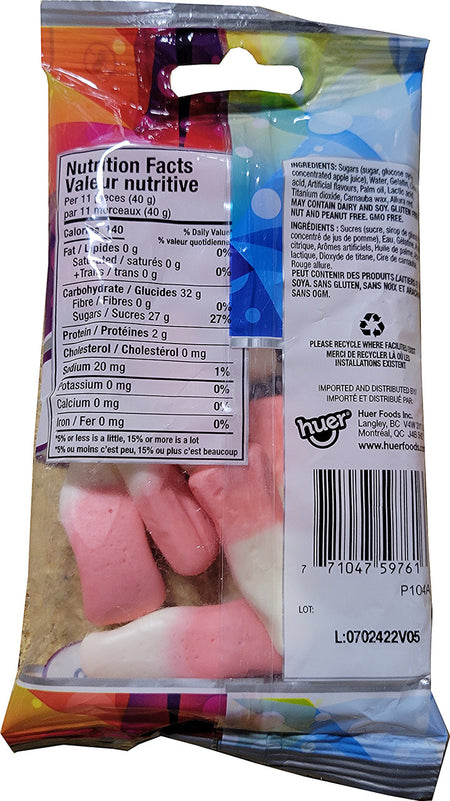 Nutrition Facts
Valeur nutritive
Per 11 pieces (40 g)
par 11 morceaux (40 g)
Calories 140
% Daily Value*
% valeur quotidienne*
Fat / Lipides 0 g 0%
Saturated / saturés 0 g
+Trans / trans 0 g 0%
Carbohydrate / Glucides 32 g
Fibre / Fibres 0 g 0%
Sugars / Sucres 27 g 27%
Protein / Protéines 2 g
Cholesterol / Cholestérol 0 mg
Sodium 20 mg 1%
Potassium 0 mg 0%
Calcium 0 mg 0%
Iron / Fer 0 mg 0%
*5% or less is a little, 15% or more is a lot
*5% ou moins c'est peu, 15% ou plus c'est beaucoup
INGREDIENTS: Sugars (sugar, glucose
concentrated apple juice), Water, Gelatin,
acid, Artificial flavours, Palm oil, Lactic
Titanium dioxide, Carnauba wax, Allura
MAY CONTAIN DAIRY AND SOY. GLUTEN
NUT AND PEANUT FREE. GMO FREE.
INGRÉDIENTS : Sucres (sucre, sirop de
concentré de jus de pomme), Eau,
citrique, Arômes artificiels, Huile de
lactique, Dioxyde de titane, Cire de
Rouge allure.
PEUT CONTENIR DES PRODUITS LAITIERS
SOYA. SANS GLUTEN, SANS NOIX ET
SANS OGM.
PLEASE RECYCLE WHERE FACILITIES EXIST
MERCI DE RECYCLER LÀ OÙ LES
INSTALLATIONS EXISTENT
IMPORTED AND DISTRIBUTED BY
IMPORTÉ ET DISTRIBUÉ PAR:
huer
Huer Foods Inc.
Langley, BC V4W
Montréal, QC J4B
www.huerfoods.
7 71047 59761
P104A
LOT:
L:0702422V05